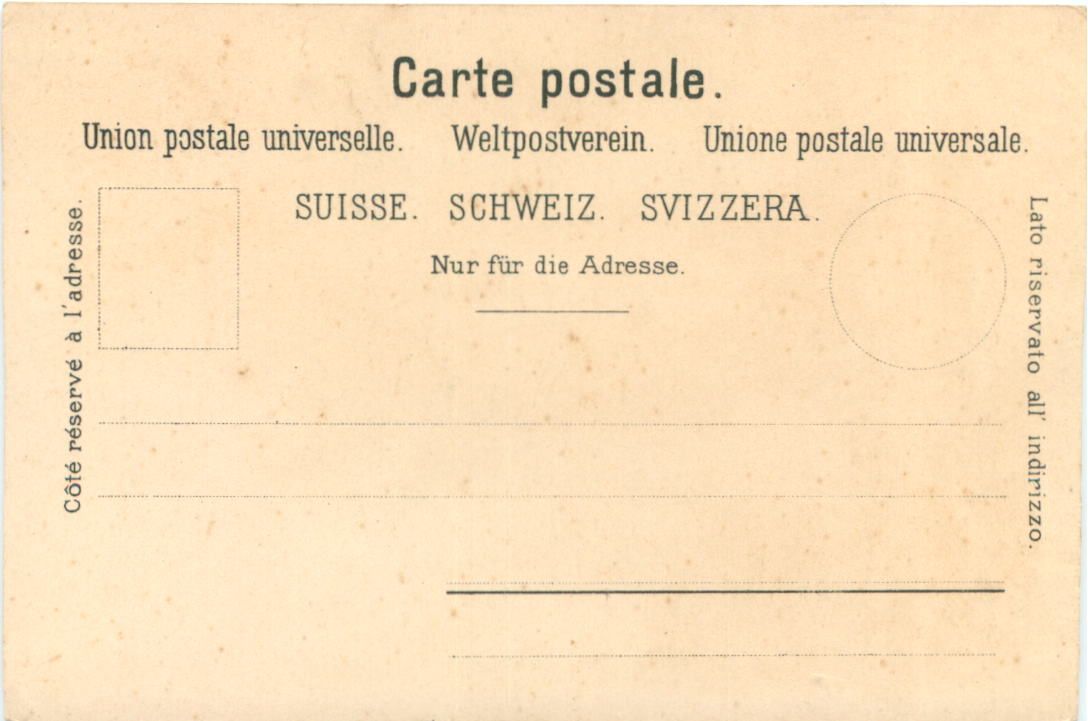 Carte postale.
Union postale universelle. Weltpostverein. Unione postale universale.
SUISSE. SCHWEIZ. SVIZZERA.
Nur für die Adresse.
Côté réservé à l'adresse.
Lato riservato all' indirizzo.